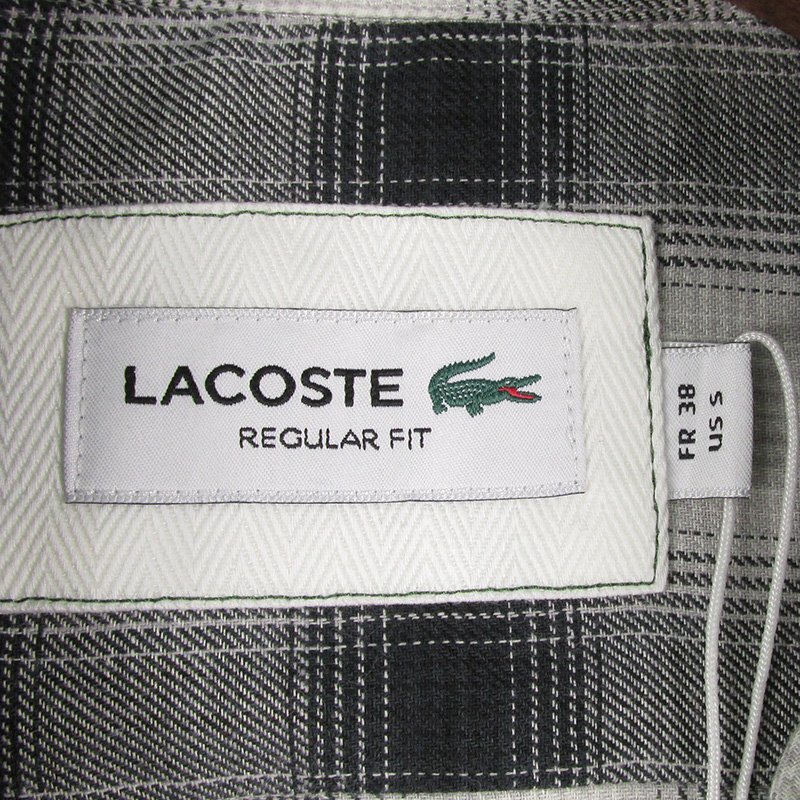 LACOSTE
REGULAR FIT
FR 38
US S